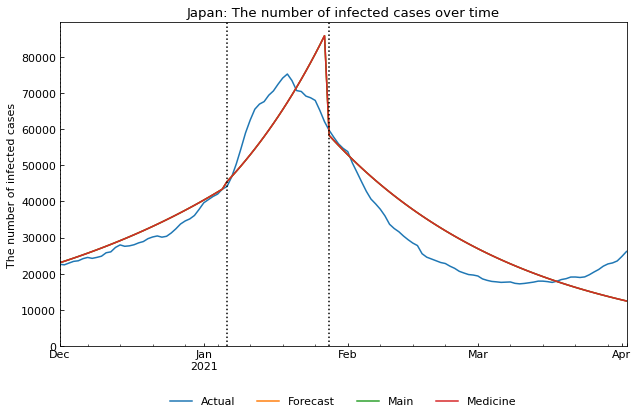 Japan: The number of infected cases over time
The number of infected cases
80000
70000
60000
50000
40000
30000
20000
10000
0
Dec Jan Feb Mar Apr
2021
Actual Forecast Main Medicine